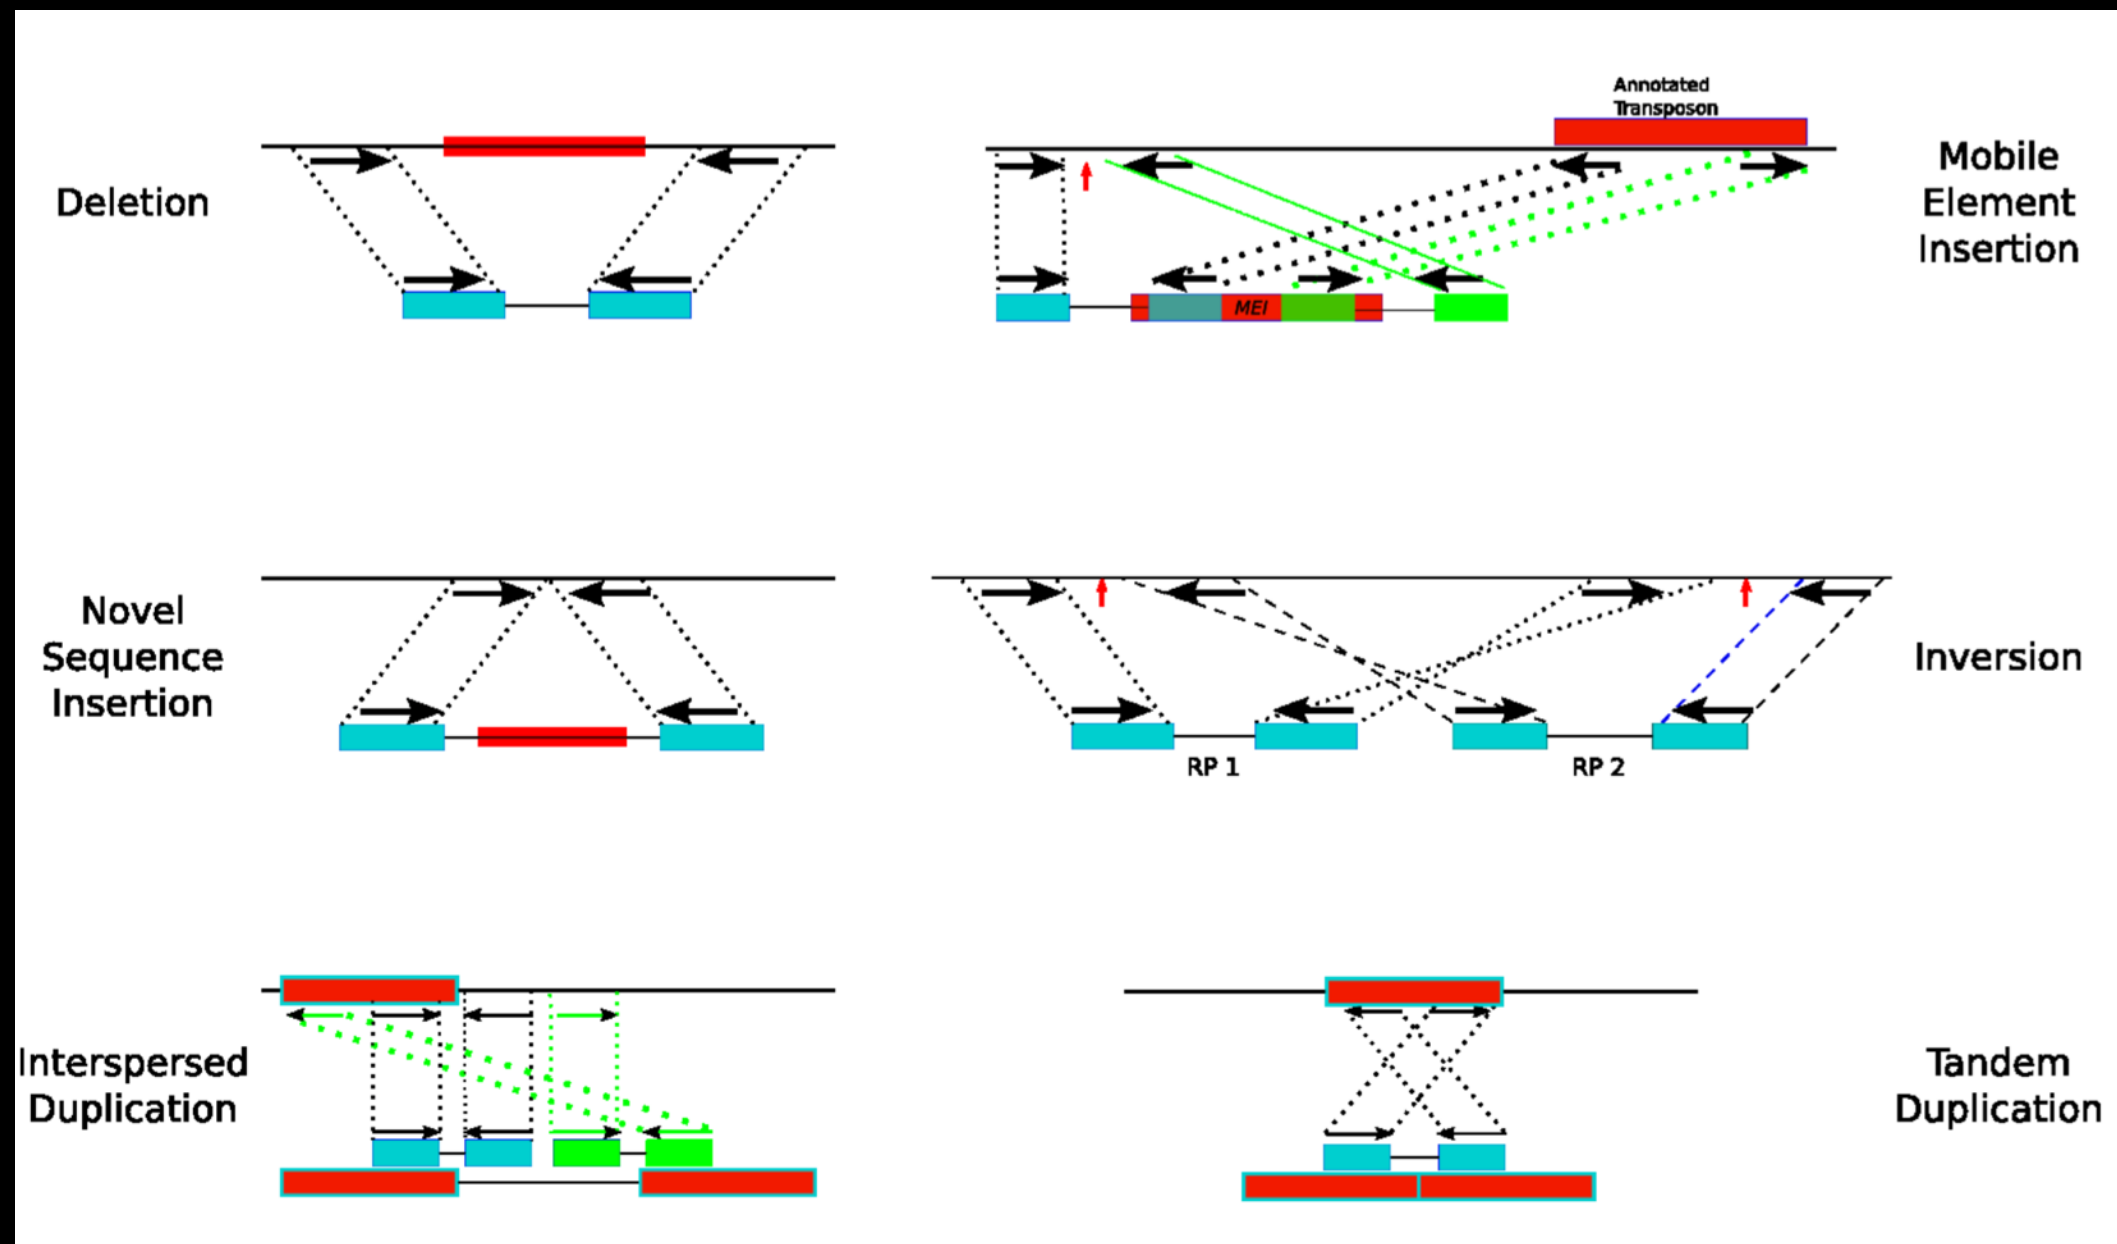 Deletion
Annotated
Transposon
Mobile
Element
Insertion
MEI
Novel
Sequence
Insertion
Inversion
RP 1
RP 2
Interspersed
Duplication
Tandem
Duplication